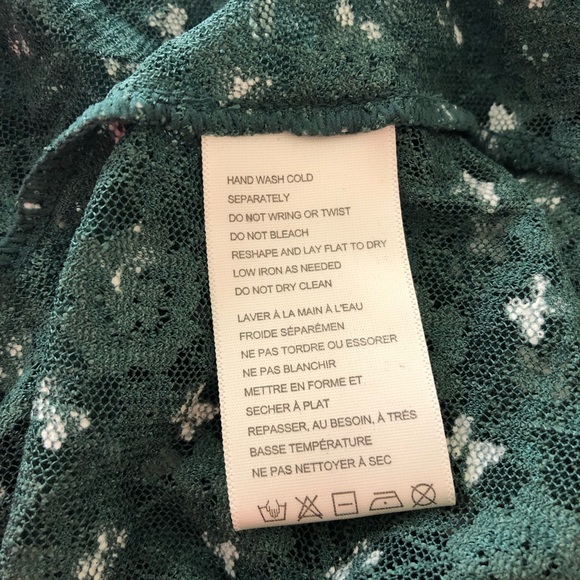 HAND WASH COLD
SEPARATELY
DO NOT WRING OR TWIST
DO NOT BLEACH
RESHAPE AND LAY FLAT TO DRY
LOW IRON AS NEEDED
DO NOT DRY CLEAN
LAVER À LA MAIN À L'EAU
FROIDE SÉPARÉMEN
NE PAS TORDRE OU ESSORER
NE PAS BLANCHIR
METTRE EN FORME ET
SECHER À PLAT
REPASSER, AU BESOIN, À TRÈS
BASSE TEMPÉRATURE
NE PAS NETTOYER À SEC